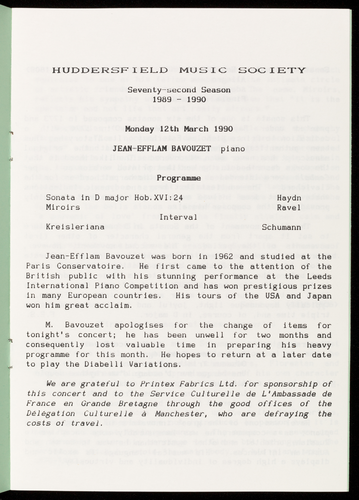 HUDDERSFIELD MUSIC SOCIETY
Seventy-second Season
1989 - 1990
Monday 12th March 1990
JEAN-EFFLAM BAVOUZET piano
Programme
Sonata in D major Hob.XVI:24 Haydn
Miroirs Ravel
Interval
Kreisleriana Schumann
Jean-Efflam Bavouzet was born in 1962 and studied at the
Paris Conservatoire. He first came to the attention of the
British public with his stunning performance at the Leeds
International Piano Competition and has won prestigious prizes
in many European countries. His tours of the USA and Japan
won him great acclaim.
M. Bavouzet apologises for the change of items for
tonight's concert; he has been unwell for two months and
consequently lost valuable time in preparing his heavy
programme for this month. He hopes to return at a later date
to play the Diabelli Variations.
We are grateful to Printex Fabrics Ltd. for sponsorship of
this concert and to the Service Culturelle de L'Ambassade de
France en Grande Bretagne through the good offices of the
Délégation Culturelle à Manchester, who are defraying the
costs of travel.